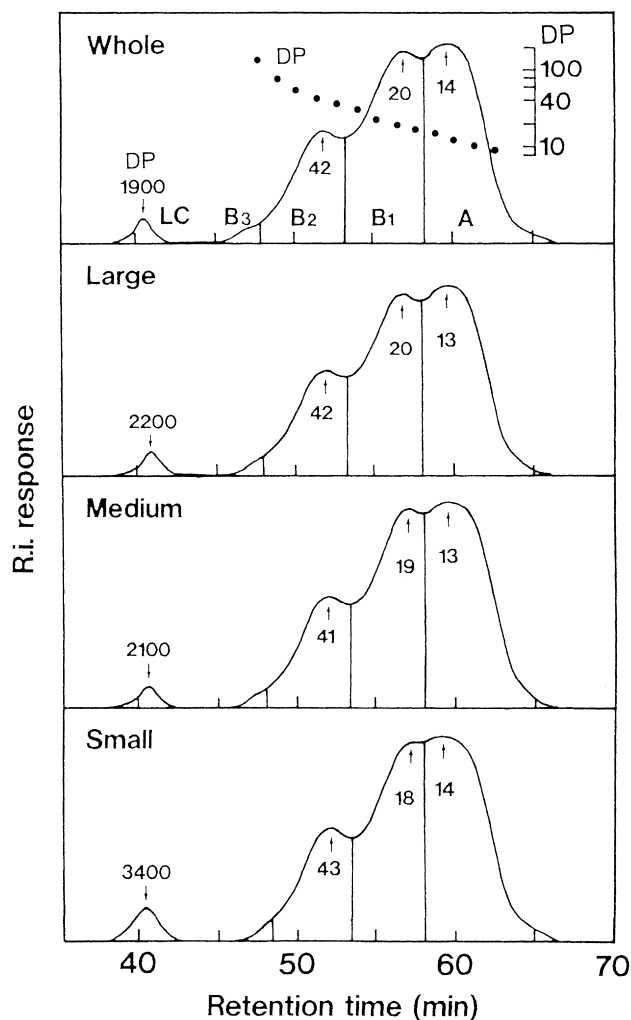 Whole
DP
DP
100
40
10
20
14
42
DP
1900
LC
B3
B2
B1
A
Large
2200
42
20
13
Medium
2100
41
19
13
Small
3400
43
18
14
R.i. response
40
50
60
70
Retention time (min)